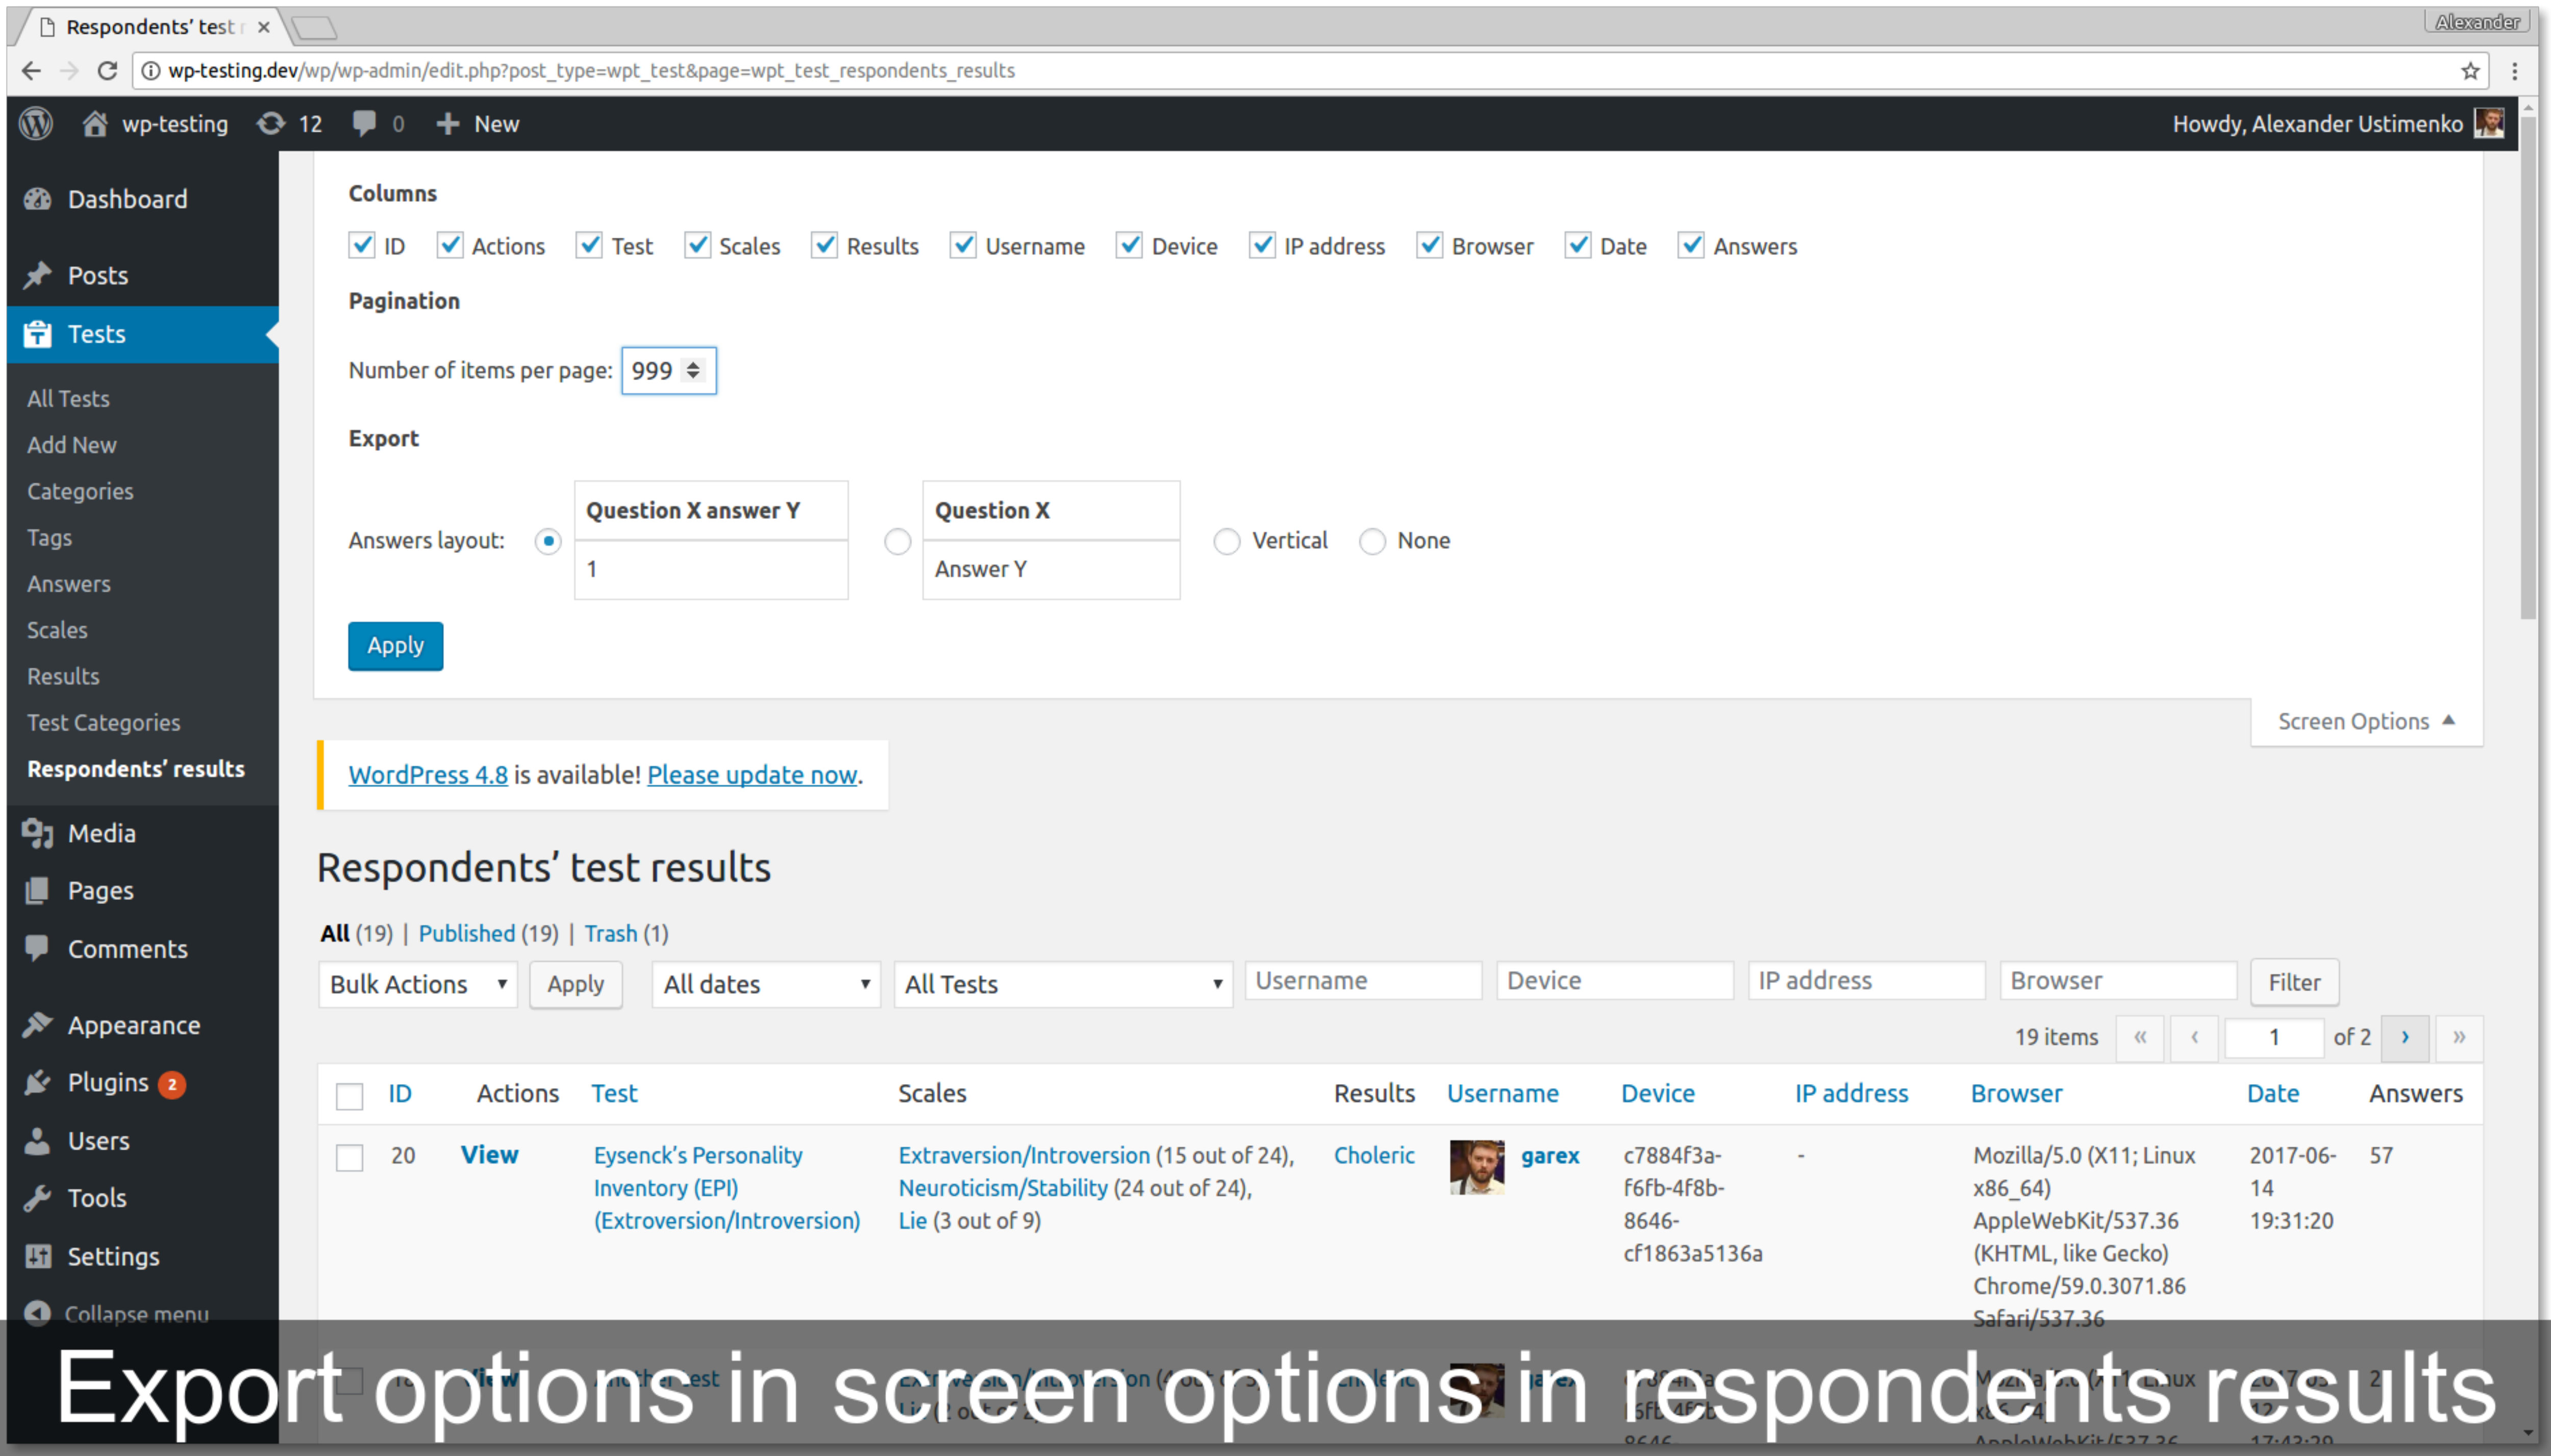 Respondents' test r
Alexander
wp-testing.dev/wp/wp-admin/edit.php?post_type=wpt_test&page=wpt_test_respondents_results
wp-testing 12 0 New
Howdy, Alexander Ustimenko
Dashboard
Posts
Tests
All Tests
Add New
Categories
Tags
Answers
Scales
Results
Test Categories
Respondents' results
Media
Pages
Comments
Appearance
Plugins 2
Users
Tools
Settings
Collapse menu
Columns
ID Actions Test Scales Results Username Device IP address Browser Date Answers
Pagination
Number of items per page: 999
Export
Answers layout:
Question X answer Y
1
Question X
Answer Y
Vertical None
Apply
Screen Options
WordPress 4.8 is available! Please update now.
Respondents' test results
All (19) | Published (19) | Trash (1)
Bulk Actions Apply All dates All Tests Username Device IP address Browser Filter
19 items « ‹ 1 of 2 › »
ID Actions Test Scales Results Username Device IP address Browser Date Answers
20 View
Eysenck's Personality
Inventory (EPI)
(Extroversion/Introversion)
Extraversion/Introversion (15 out of 24),
Neuroticism/Stability (24 out of 24),
Lie (3 out of 9)
Choleric
garex
c7884f3a-
f6fb-4f8b-
8646-
cf1863a5136a
-
Mozilla/5.0 (X11; Linux
x86_64)
AppleWebKit/537.36
(KHTML, like Gecko)
Chrome/59.0.3071.86
Safari/537.36
2017-06-
14
19:31:20
57
Export options in screen options in respondents results